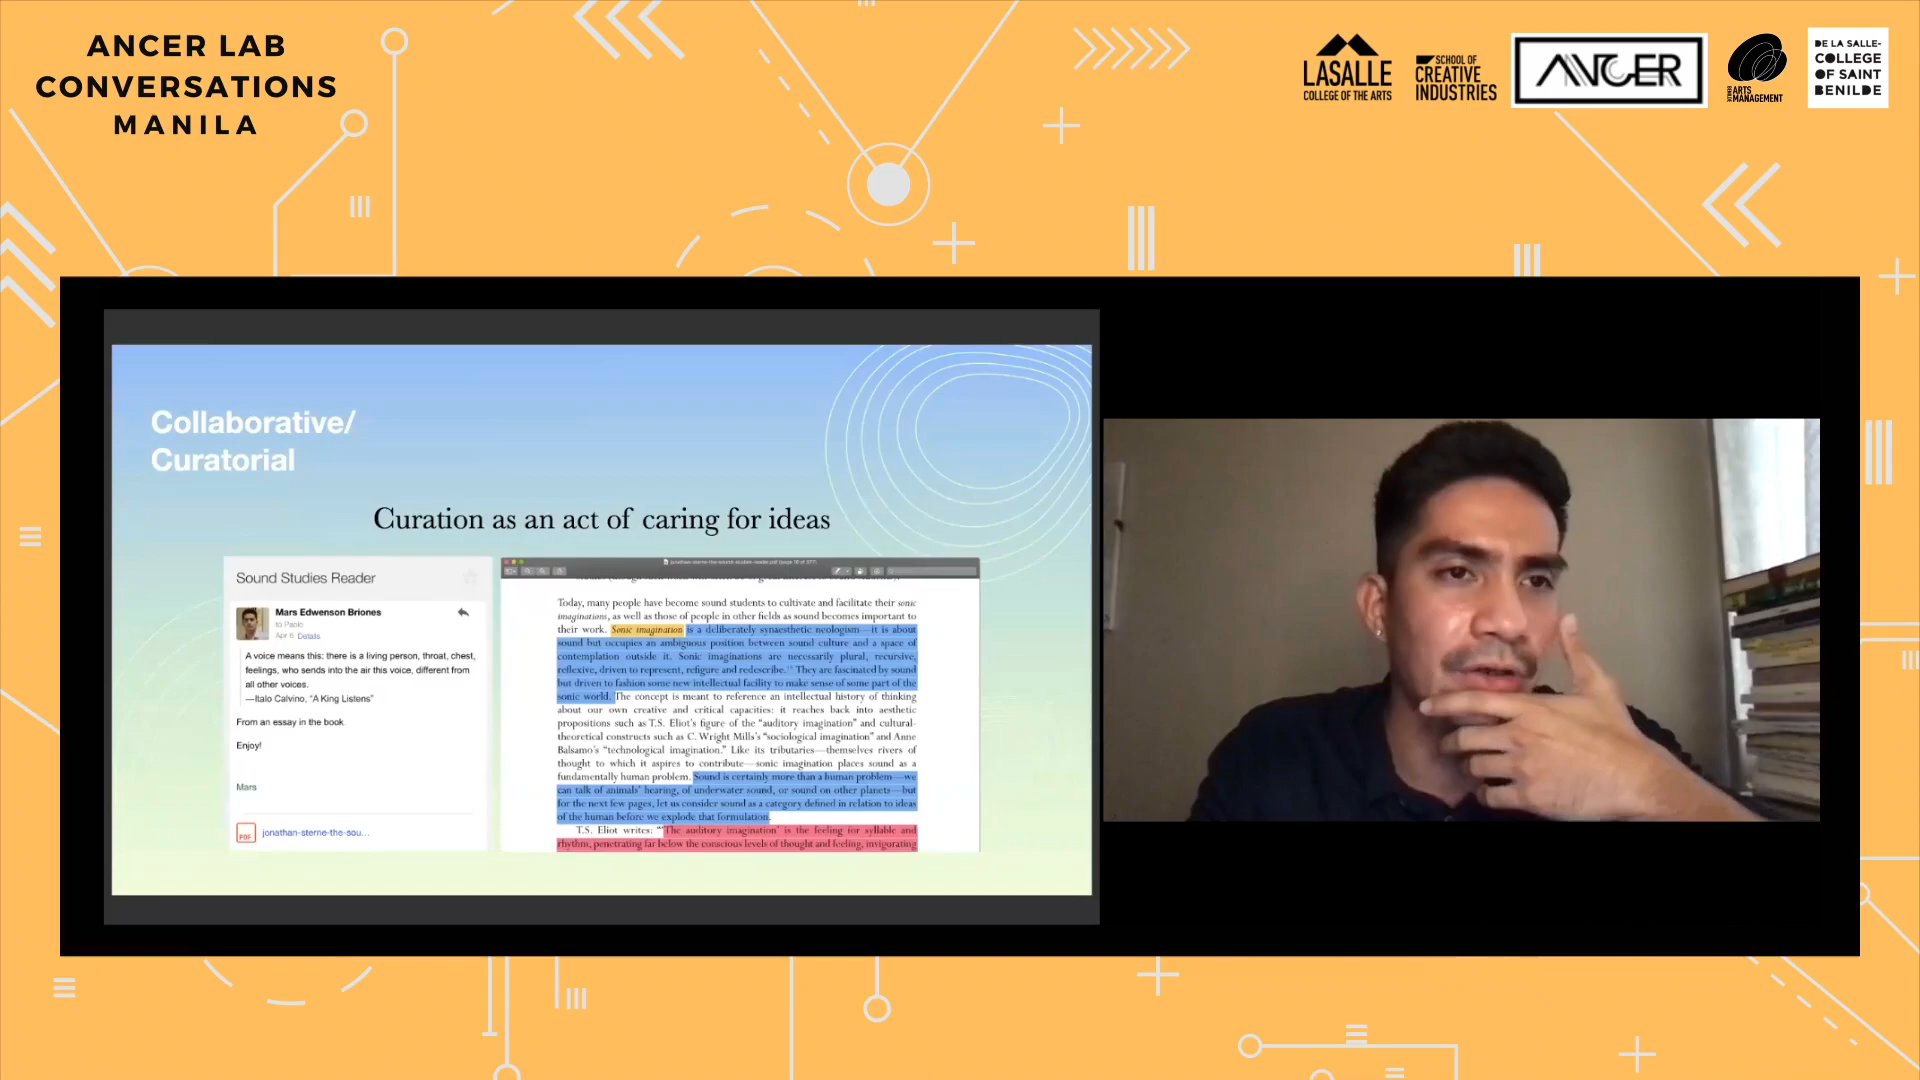 ANCER LAB
CONVERSATIONS
MANILA
LASALLE
COLLEGE OF THE ARTS
SCHOOL OF
CREATIVE
INDUSTRIES
ANCER
ARTS
MANAGEMENT
DE LA SALLE-
COLLEGE
OF SAINT
BENILDE
Collaborative/
Curatorial
Curation as an act of caring for ideas
Sound Studies Reader
Mars Edwenson Briones
to Paolo
Apr 6 Details
A voice means this: there is a living person, throat, chest,
feelings, who sends into the air this voice, different from
all other voices.
—Italo Calvino, "A King Listens"
From an essay in the book.
Enjoy!
Mars
PDF
jonathan-sterne-the-sou...
Today, many people have become sound students to cultivate and facilitate their sonic
imaginations, as well as those of people in other fields as sound becomes important to
their work. Sonic imagination is a deliberately synaesthetic neologism—it is about
sound but occupies an ambiguous position between sound culture and a space of
contemplation outside it. Sonic imaginations are necessarily plural, recursive,
reflexive, driven to represent, refigure and redescribe. They are fascinated by sound
but driven to fashion some new intellectual facility to make sense of some part of the
sonic world. The concept is meant to reference an intellectual history of thinking
about our own creative and critical capacities: it reaches back into aesthetic
propositions such as T.S. Eliot's figure of the "auditory imagination" and cultural-
theoretical constructs such as C. Wright Mills's "sociological imagination" and Anne
Balsamo's "technological imagination." Like its tributaries—themselves rivers of
thought to which it aspires to contribute—sonic imagination places sound as a
fundamentally human problem. Sound is certainly more than a human problem—we
can talk of animals' hearing, of underwater sound, or sound on other planets—but
for the next few pages, let us consider sound as a category defined in relation to ideas
of the human before we explode that formulation.
T.S. Eliot writes: "'The auditory imagination' is the feeling for syllable and
rhythm, penetrating far below the conscious levels of thought and feeling, invigorating